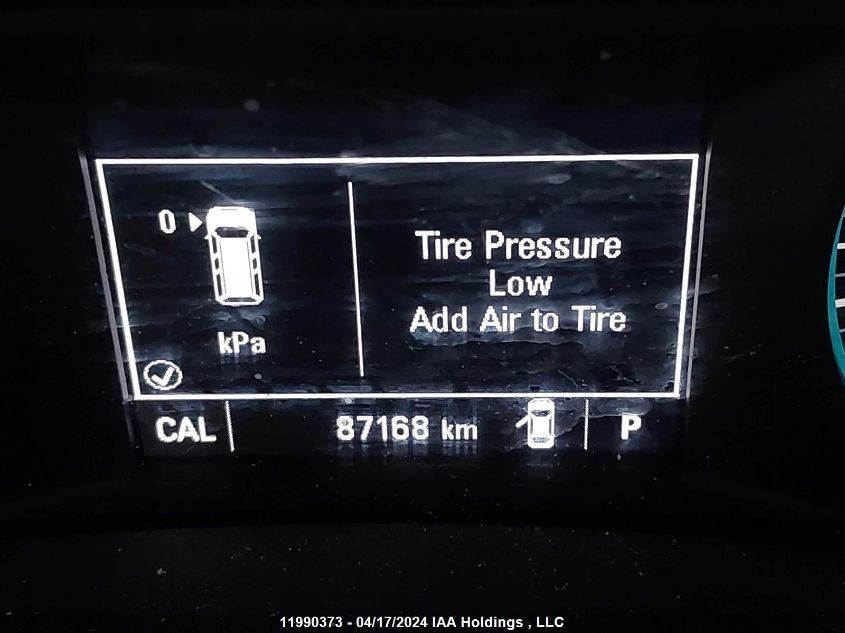 0
kPa
Tire Pressure
Low
Add Air to Tire
CAL 87168 km P
11990373 - 04/17/2024 IAA Holdings , LLC